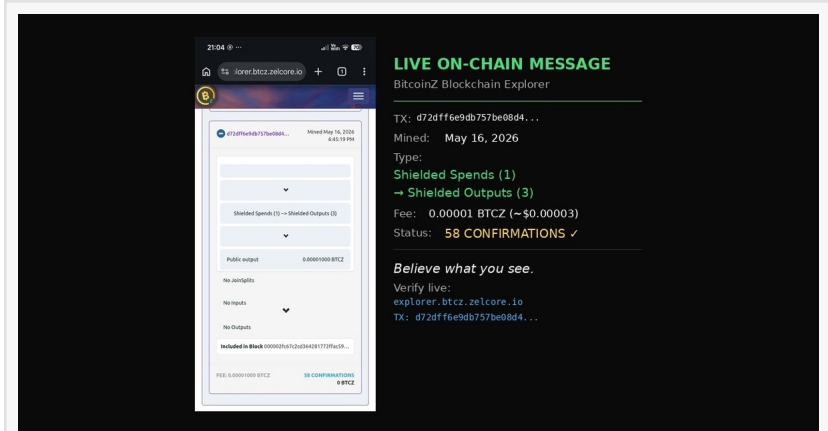 21:04
lorer.btcz.zelcore.io
1
d72dff6e9db757be08d4...
Mined May 16, 2026
6:45:19 PM
Shielded Spends (1) -> Shielded Outputs (3)
Public output 0.00001000 BTCZ
No JoinSplits
No Inputs
No Outputs
Included in Block
FEE: 0.00001000 BTCZ
58 CONFIRMATIONS
0 BTCZ
LIVE ON-CHAIN MESSAGE
BitcoinZ Blockchain Explorer
TX: d72dff6e9db757be08d4...
Mined: May 16, 2026
Type:
Shielded Spends (1)
→ Shielded Outputs (3)
Fee: 0.00001 BTCZ (~$0.00003)
Status: 58 CONFIRMATIONS ✓
Believe what you see.
Verify live:
explorer.btcz.zelcore.io
TX: d72dff6e9db757be08d4...